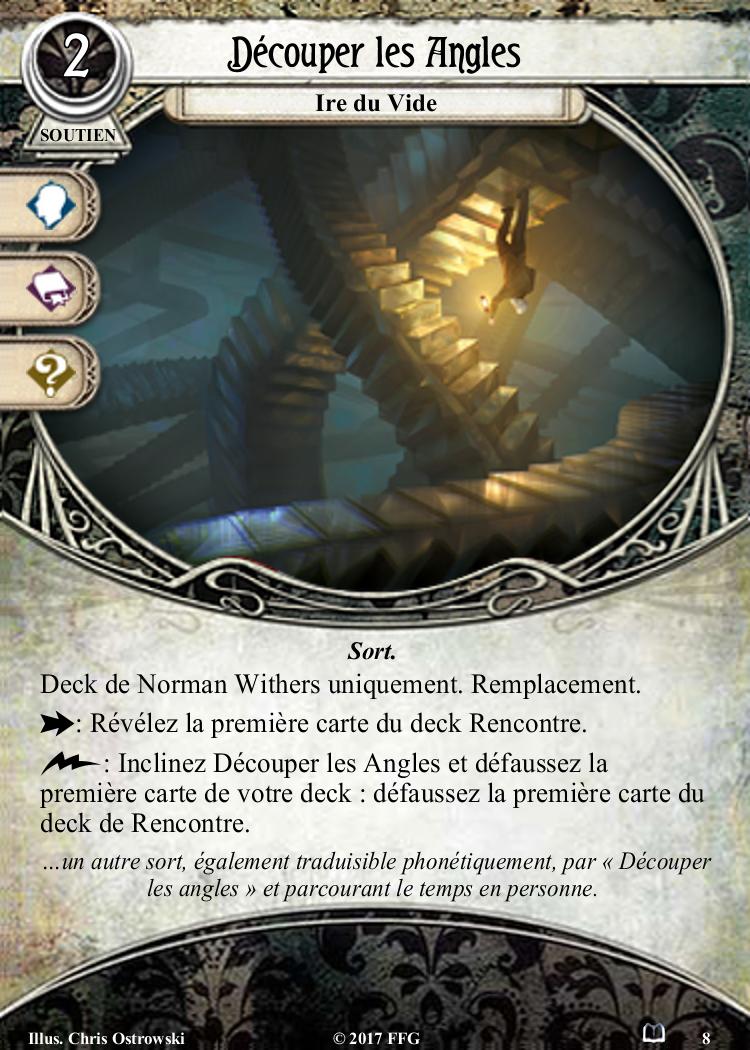 2
Découper les Angles
Ire du Vide
SOUTIEN
?
Sort.
Deck de Norman Withers uniquement. Remplacement.
: Révélez la première carte du deck Rencontre.
: Inclinez Découper les Angles et défaussez la
première carte de votre deck : défaussez la première carte du
deck de Rencontre.
...un autre sort, également traduisible phonétiquement, par « Découper
les angles » et parcourant le temps en personne.
Illus. Chris Ostrowski
© 2017 FFG
8